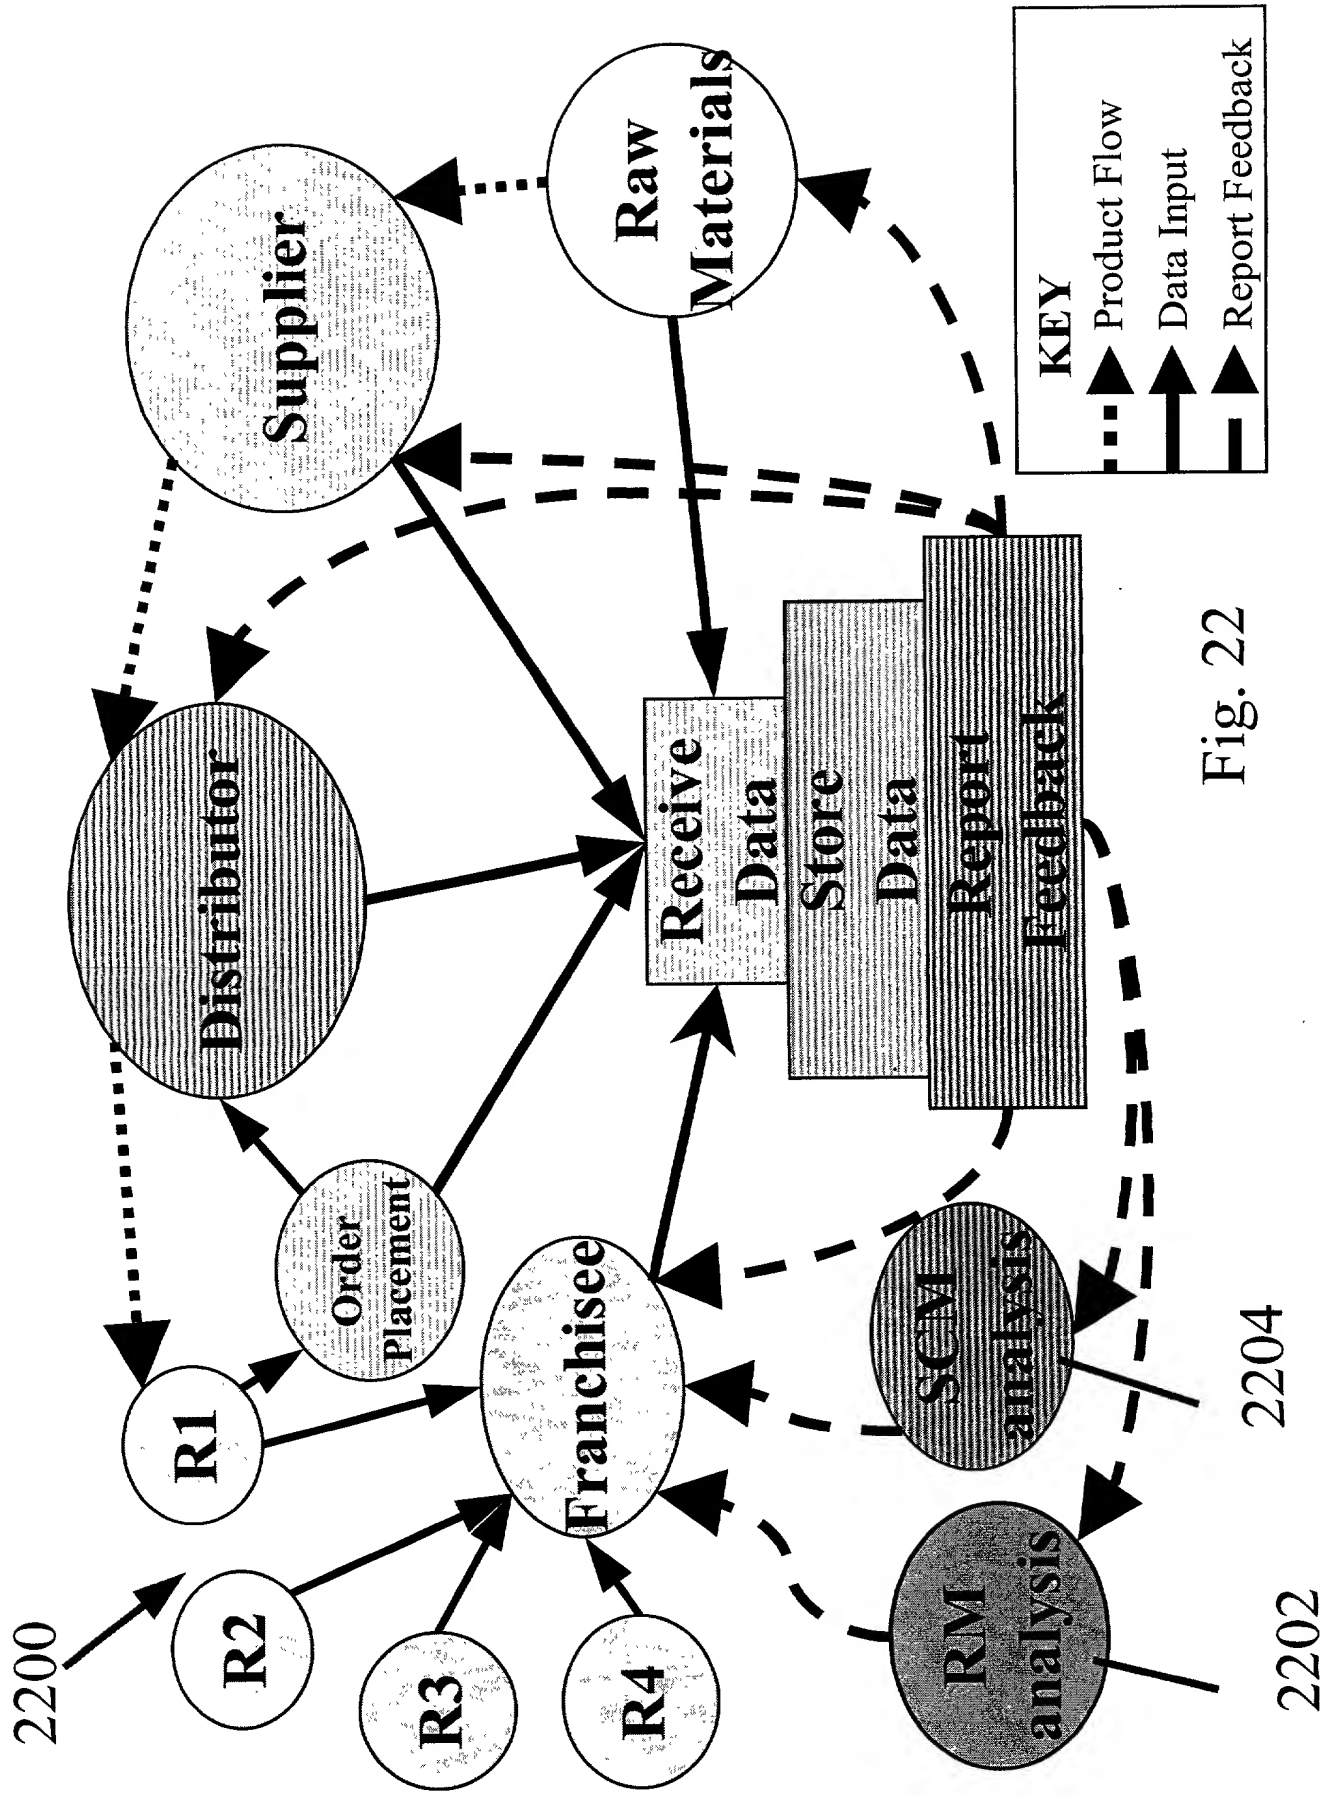 2200
R1
R2
R3
R4
Order
Placement
Franchisee
Distributor
Supplier
Raw
Materials
Receive
Data
Store
Data
Report
Feedback
RM
analysis
SCM
analysis
2202
2204
Fig. 22
KEY
Product Flow
Data Input
Report Feedback